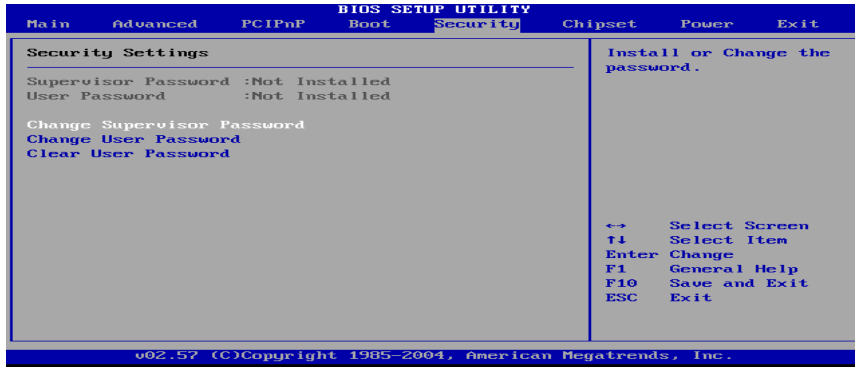 BIOS SETUP UTILITY
Main Advanced PCIPnP Boot Security Chipset Power Exit
Security Settings
Supervisor Password :Not Installed
User Password :Not Installed
Change Supervisor Password
Change User Password
Clear User Password
Install or Change the
password.
←→ Select Screen
↑↓ Select Item
Enter Change
F1 General Help
F10 Save and Exit
ESC Exit
v02.57 (C)Copyright 1985-2004, American Megatrends, Inc.